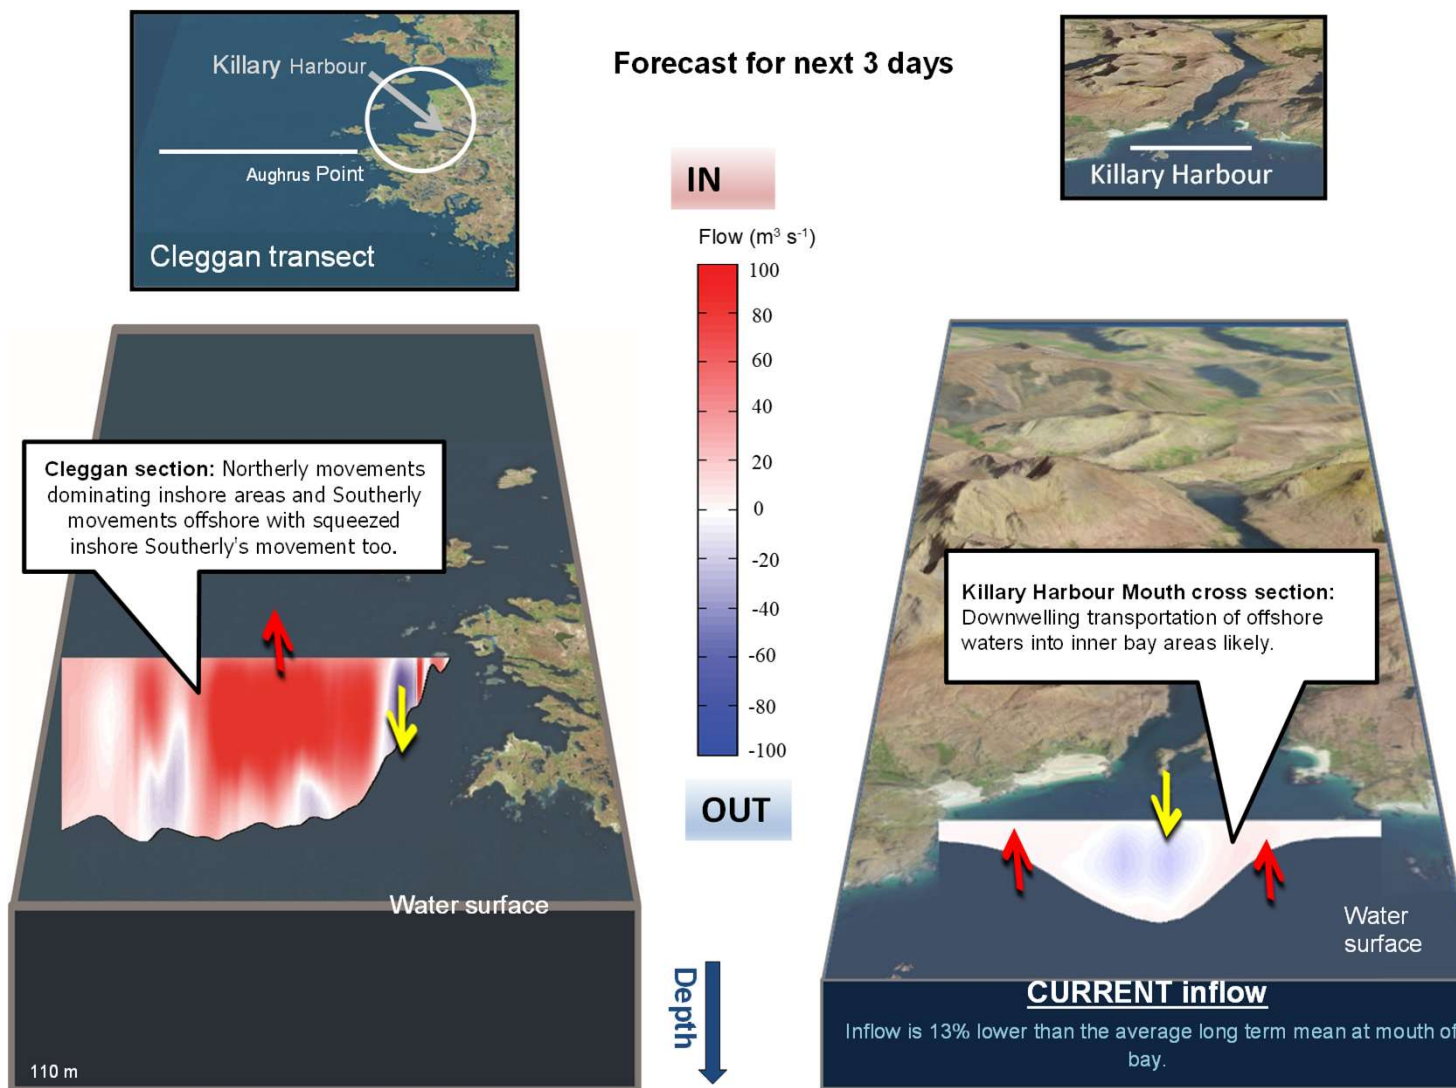 Forecast for next 3 days
Killary Harbour
Aughrus Point
Cleggan transect
Killary Harbour
IN
Flow (m³ s⁻¹)
100
80
60
40
20
0
-20
-40
-60
-80
-100
OUT
Cleggan section: Northerly movements
dominating inshore areas and Southerly
movements offshore with squeezed
inshore Southerly's movement too.
Water surface
110 m
Depth
Killary Harbour Mouth cross section:
Downwelling transportation of offshore
waters into inner bay areas likely.
Water
surface
CURRENT inflow
Inflow is 13% lower than the average long term mean at mouth of
bay.